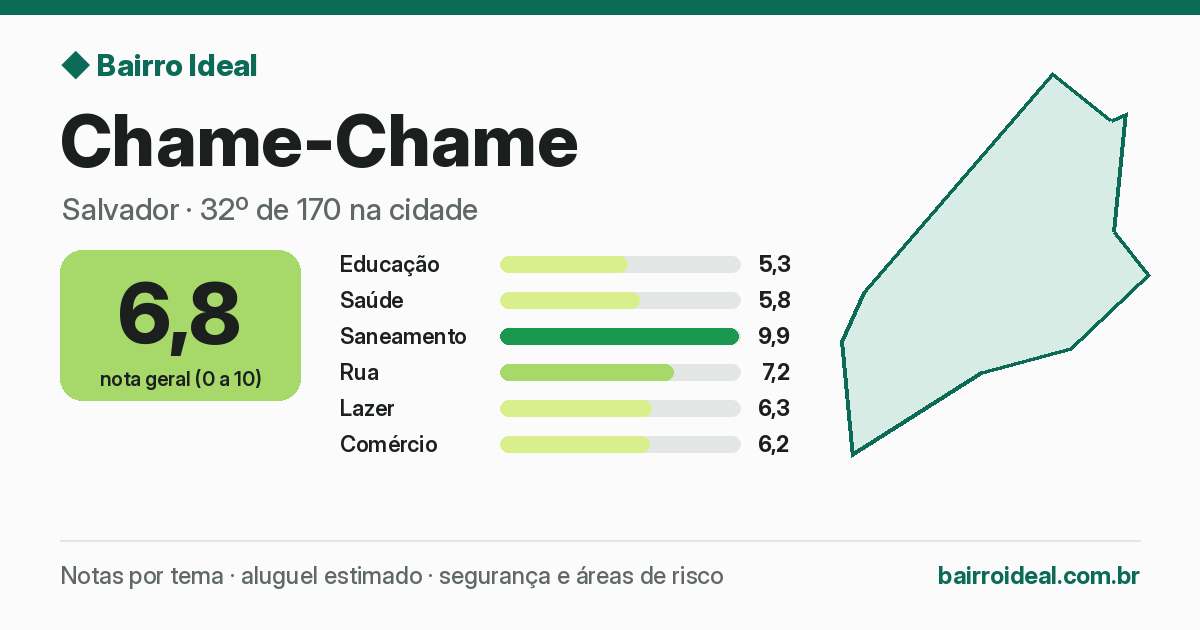 Bairro Ideal
Chame-Chame
Salvador · 32º de 170 na cidade
6,8
nota geral (0 a 10)
Educação 5,3
Saúde 5,8
Saneamento 9,9
Rua 7,2
Lazer 6,3
Comércio 6,2
Notas por tema · aluguel estimado · segurança e áreas de risco
bairroideal.com.br